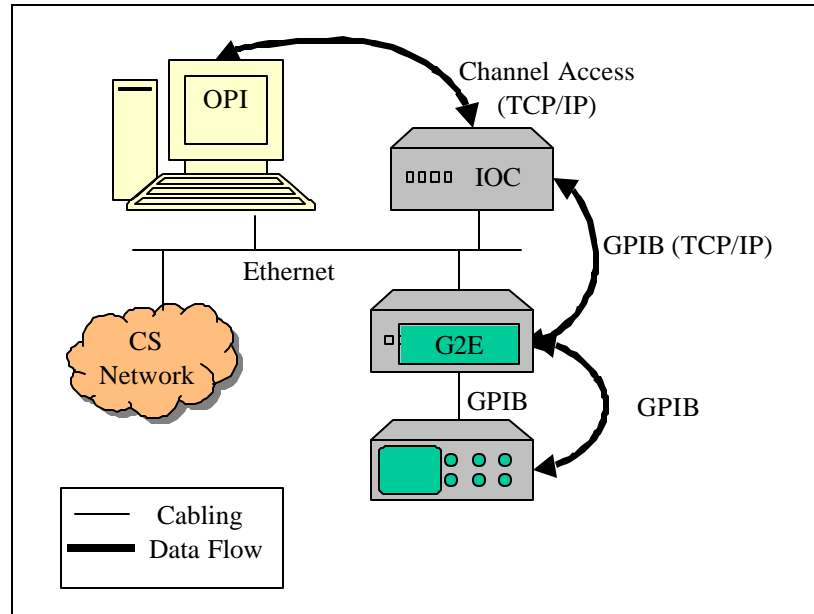 OPI
Channel Access
(TCP/IP)
IOC
GPIB (TCP/IP)
Ethernet
CS
Network
G2E
GPIB
GPIB
Cabling
Data Flow